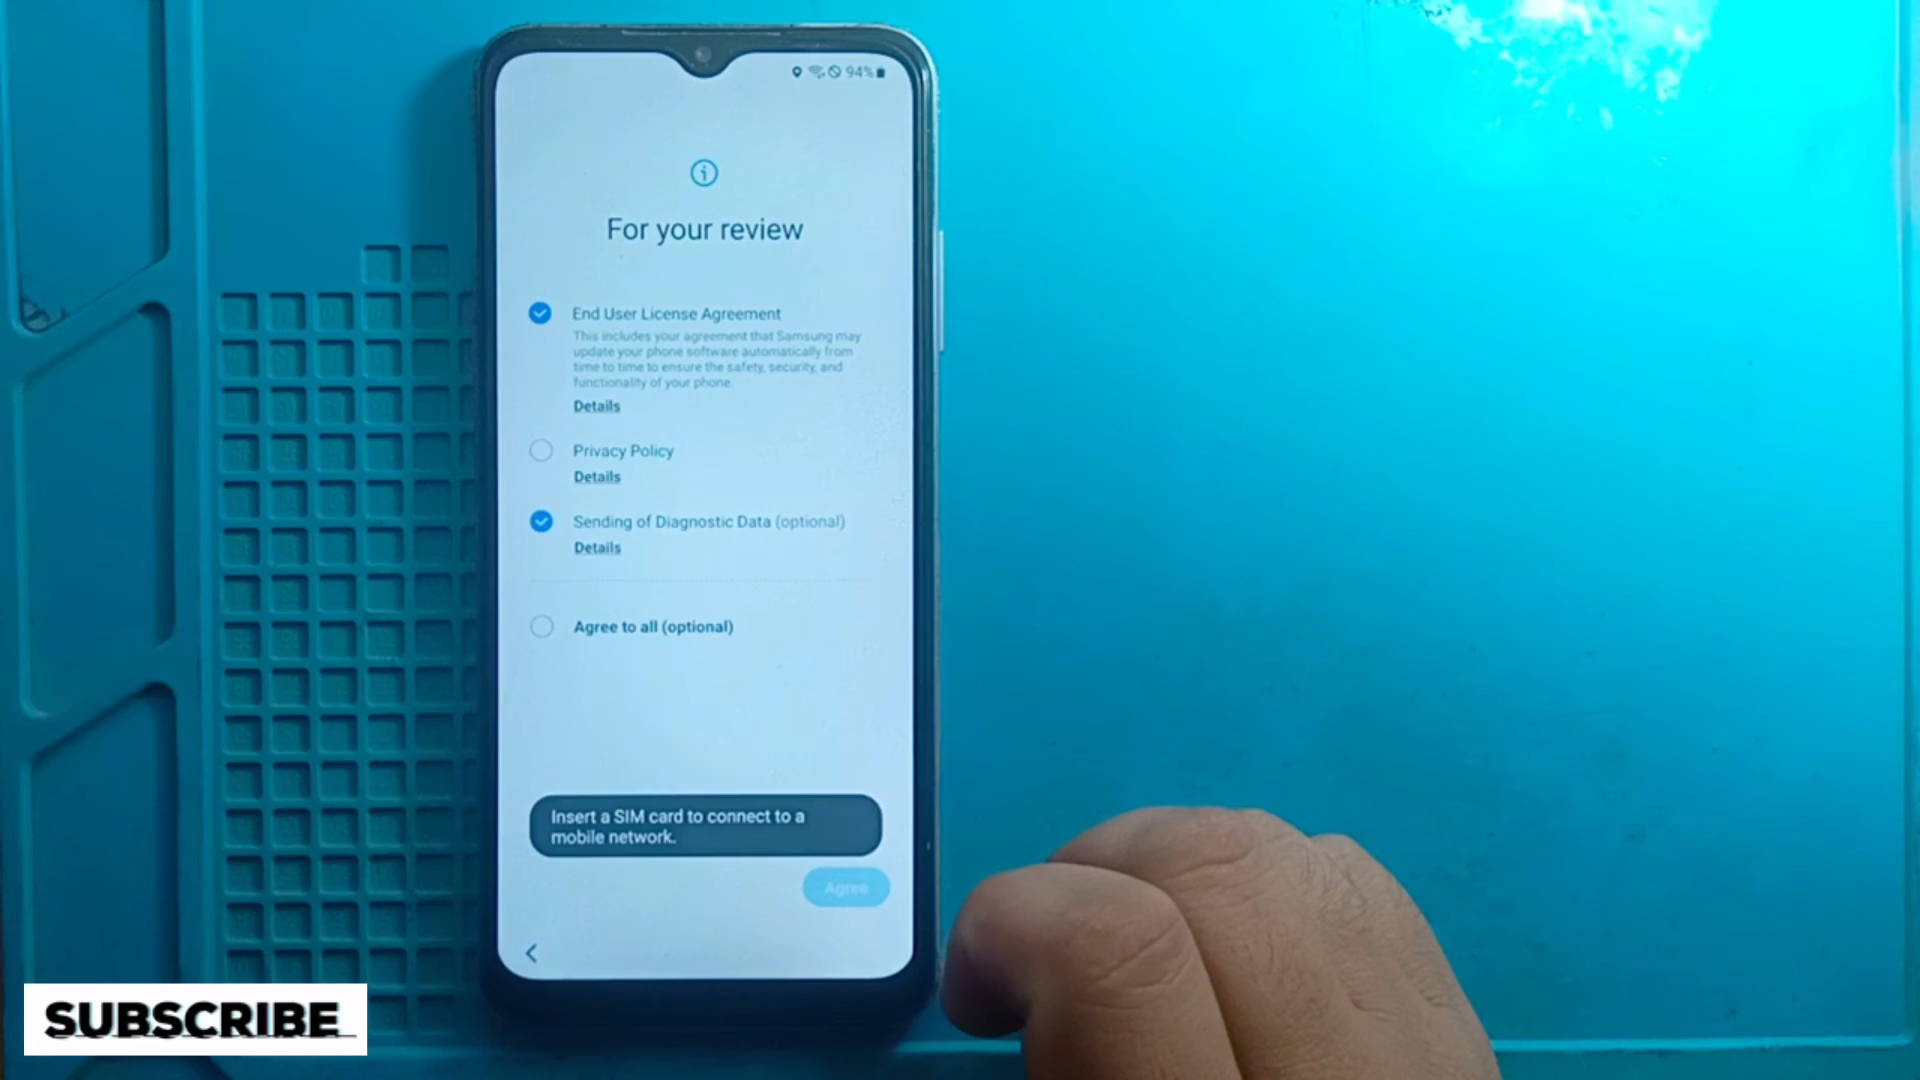 94%
For your review
End User License Agreement
This includes your agreement that Samsung may
update your phone software automatically from
time to time to ensure the safety, security, and
functionality of your phone.
Details
Privacy Policy
Details
Sending of Diagnostic Data (optional)
Details
Agree to all (optional)
Insert a SIM card to connect to a
mobile network.
Agree
SUBSCRIBE